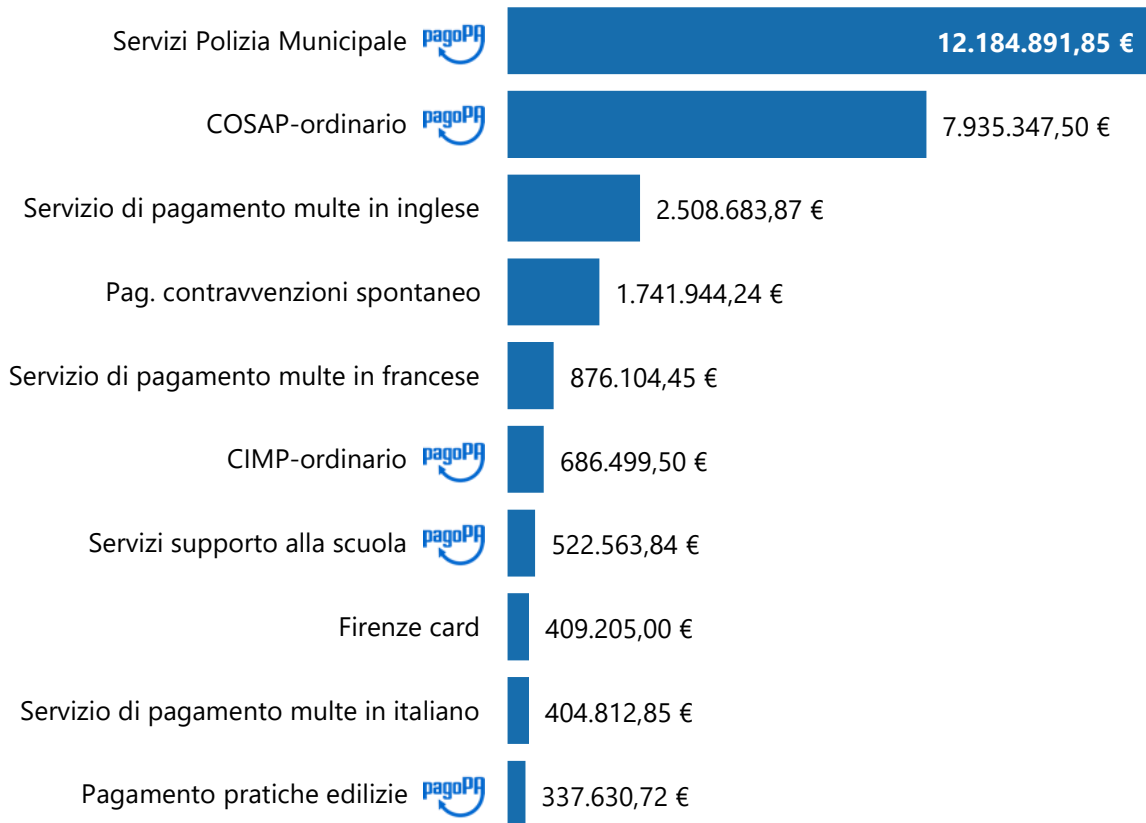 Servizi Polizia Municipale pagoPA 12.184.891,85 €
COSAP-ordinario pagoPA 7.935.347,50 €
Servizio di pagamento multe in inglese 2.508.683,87 €
Pag. contravvenzioni spontaneo 1.741.944,24 €
Servizio di pagamento multe in francese 876.104,45 €
CIMP-ordinario pagoPA 686.499,50 €
Servizi supporto alla scuola pagoPA 522.563,84 €
Firenze card 409.205,00 €
Servizio di pagamento multe in italiano 404.812,85 €
Pagamento pratiche edilizie pagoPA 337.630,72 €